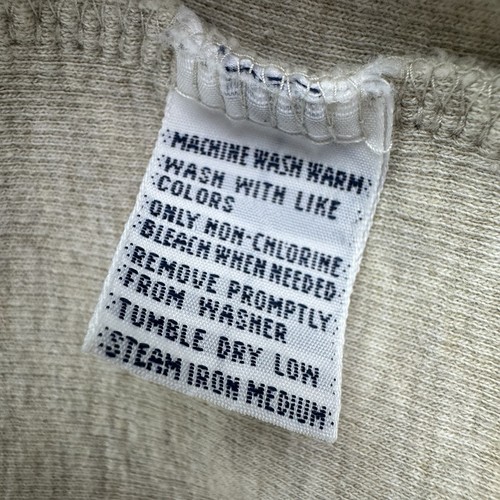 MACHINE WASH WARM
WASH WITH LIKE
COLORS
ONLY NON-CHLORINE
BLEACH WHEN NEEDED
REMOVE PROMPTLY
FROM WASHER
TUMBLE DRY LOW
STEAM IRON MEDIUM